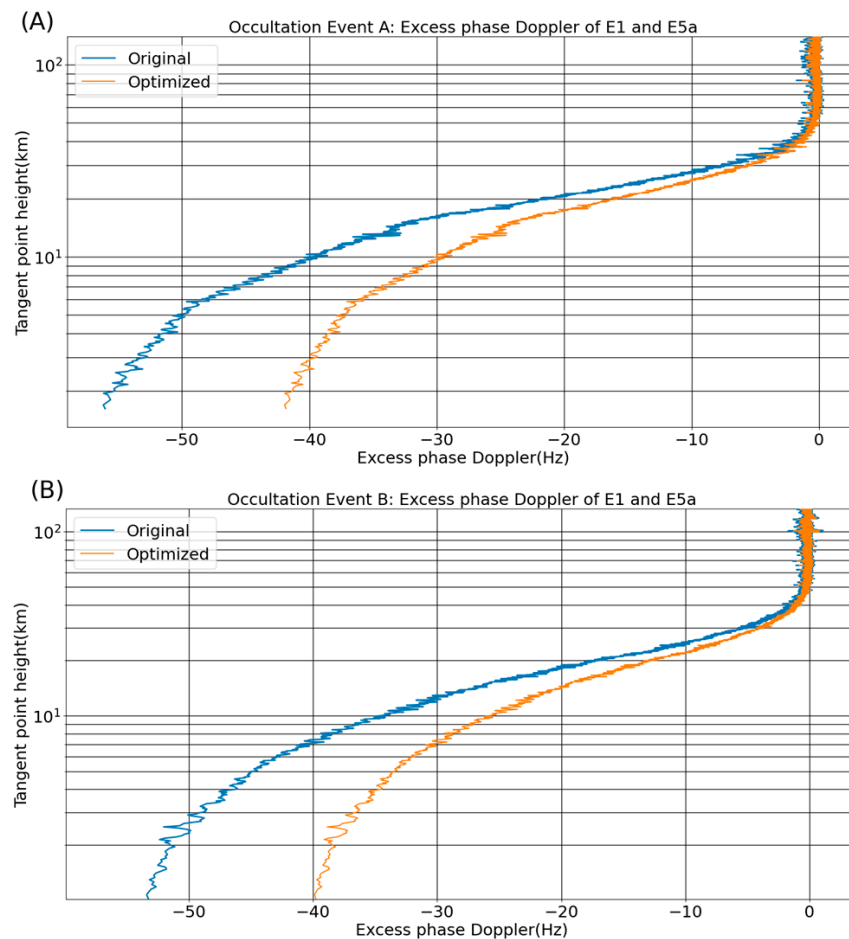 (A)
Occultation Event A: Excess phase Doppler of E1 and E5a
Original
Optimized
10²
10¹
Tangent point height(km)
−50 −40 −30 −20 −10 0
Excess phase Doppler(Hz)
(B)
Occultation Event B: Excess phase Doppler of E1 and E5a
Original
Optimized
10²
10¹
Tangent point height(km)
−50 −40 −30 −20 −10 0
Excess phase Doppler(Hz)